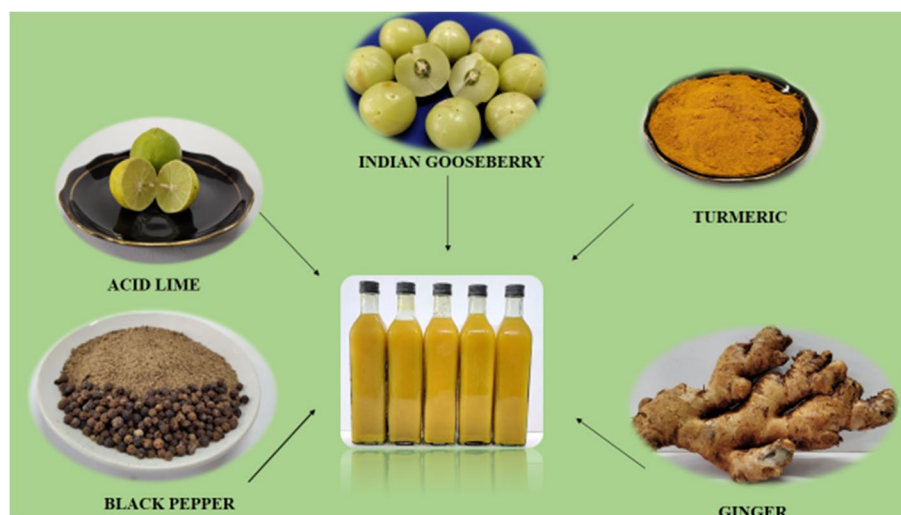 INDIAN GOOSEBERRY
TURMERIC
ACID LIME
BLACK PEPPER
GINGER